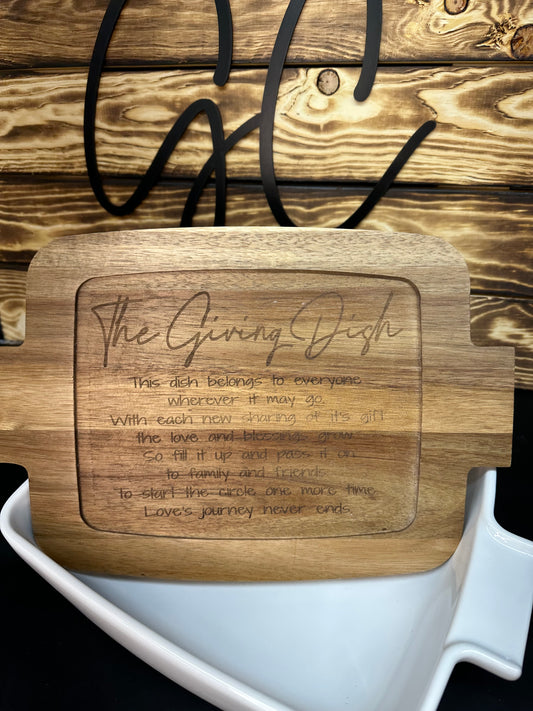 The Giving Dish
This dish belongs to everyone
wherever it may go.
With each new sharing of it's gift
the love and blessings grow.
So fill it up and pass it on
to family and friends
to start the circle one more time.
Love's journey never ends.